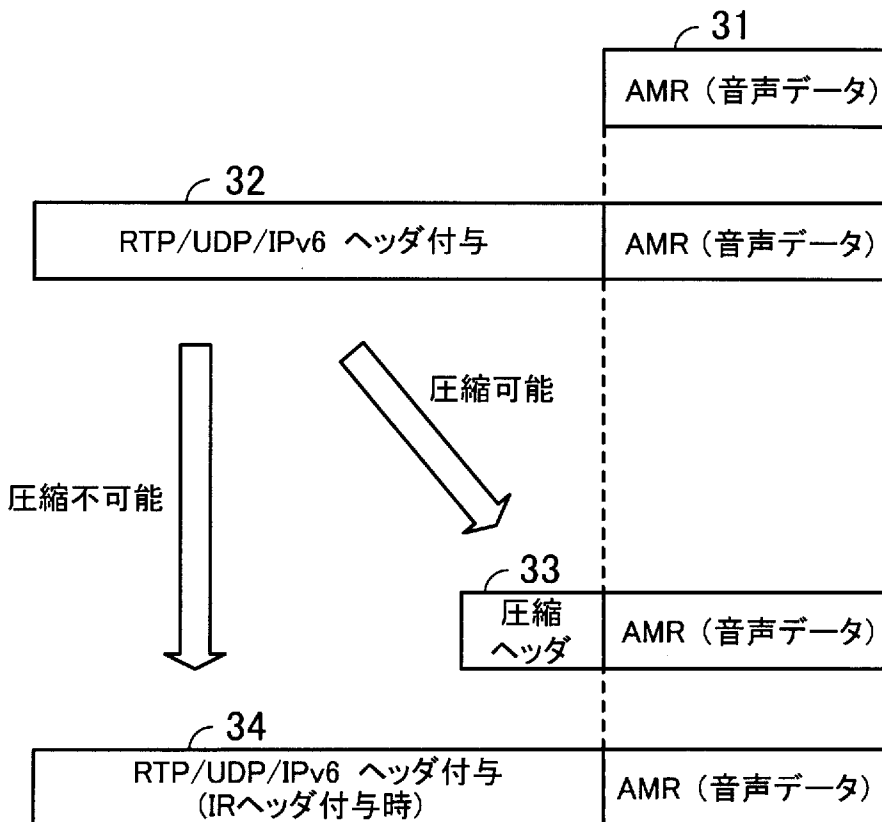 31
AMR (音声データ)
32
RTP/UDP/IPv6 ヘッダ付与
AMR (音声データ)
圧縮可能
圧縮不可能
33
圧縮
ヘッダ
AMR (音声データ)
34
RTP/UDP/IPv6 ヘッダ付与
(IRヘッダ付与時)
AMR (音声データ)